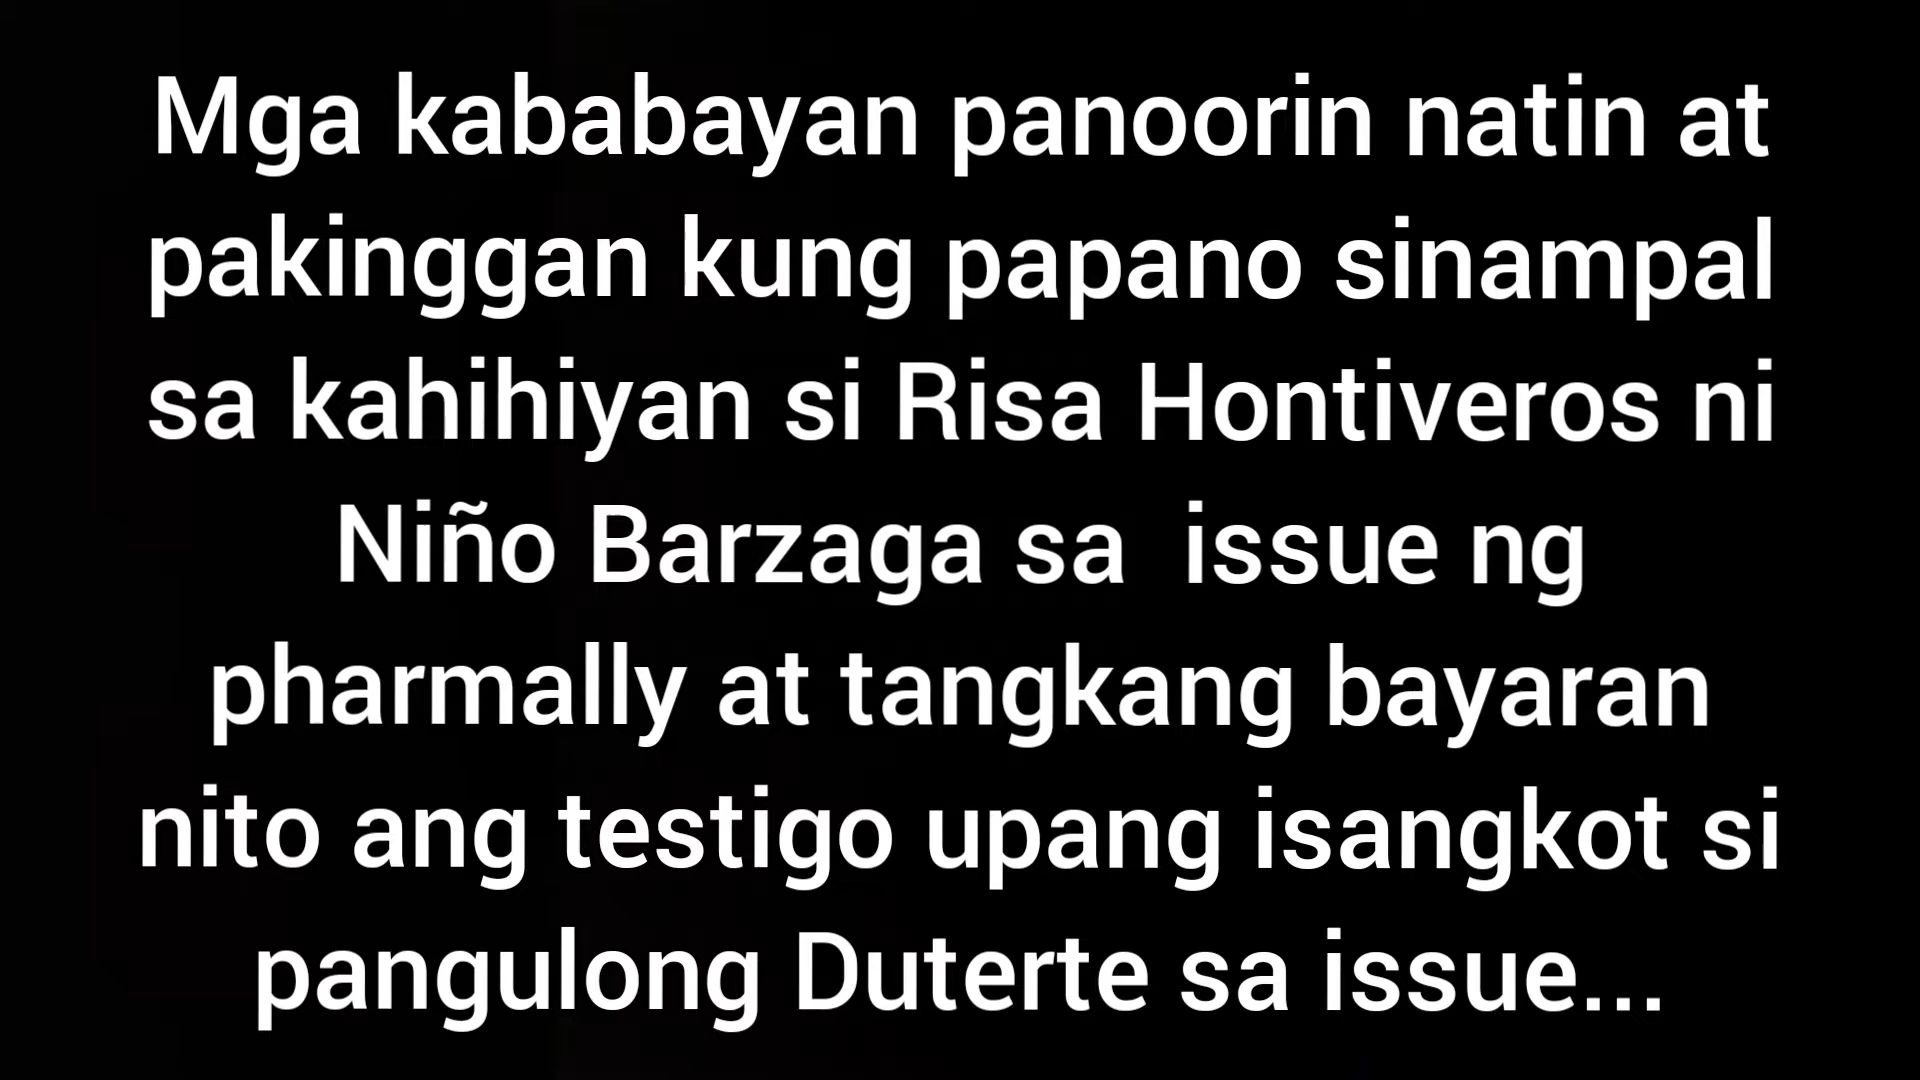 Mga kababayan panoorin natin at
pakinggan kung papano sinampal
sa kahihiyan si Risa Hontiveros ni
Niño Barzaga sa  issue ng
pharmally at tangkang bayaran
nito ang testigo upang isangkot si
pangulong Duterte sa issue...